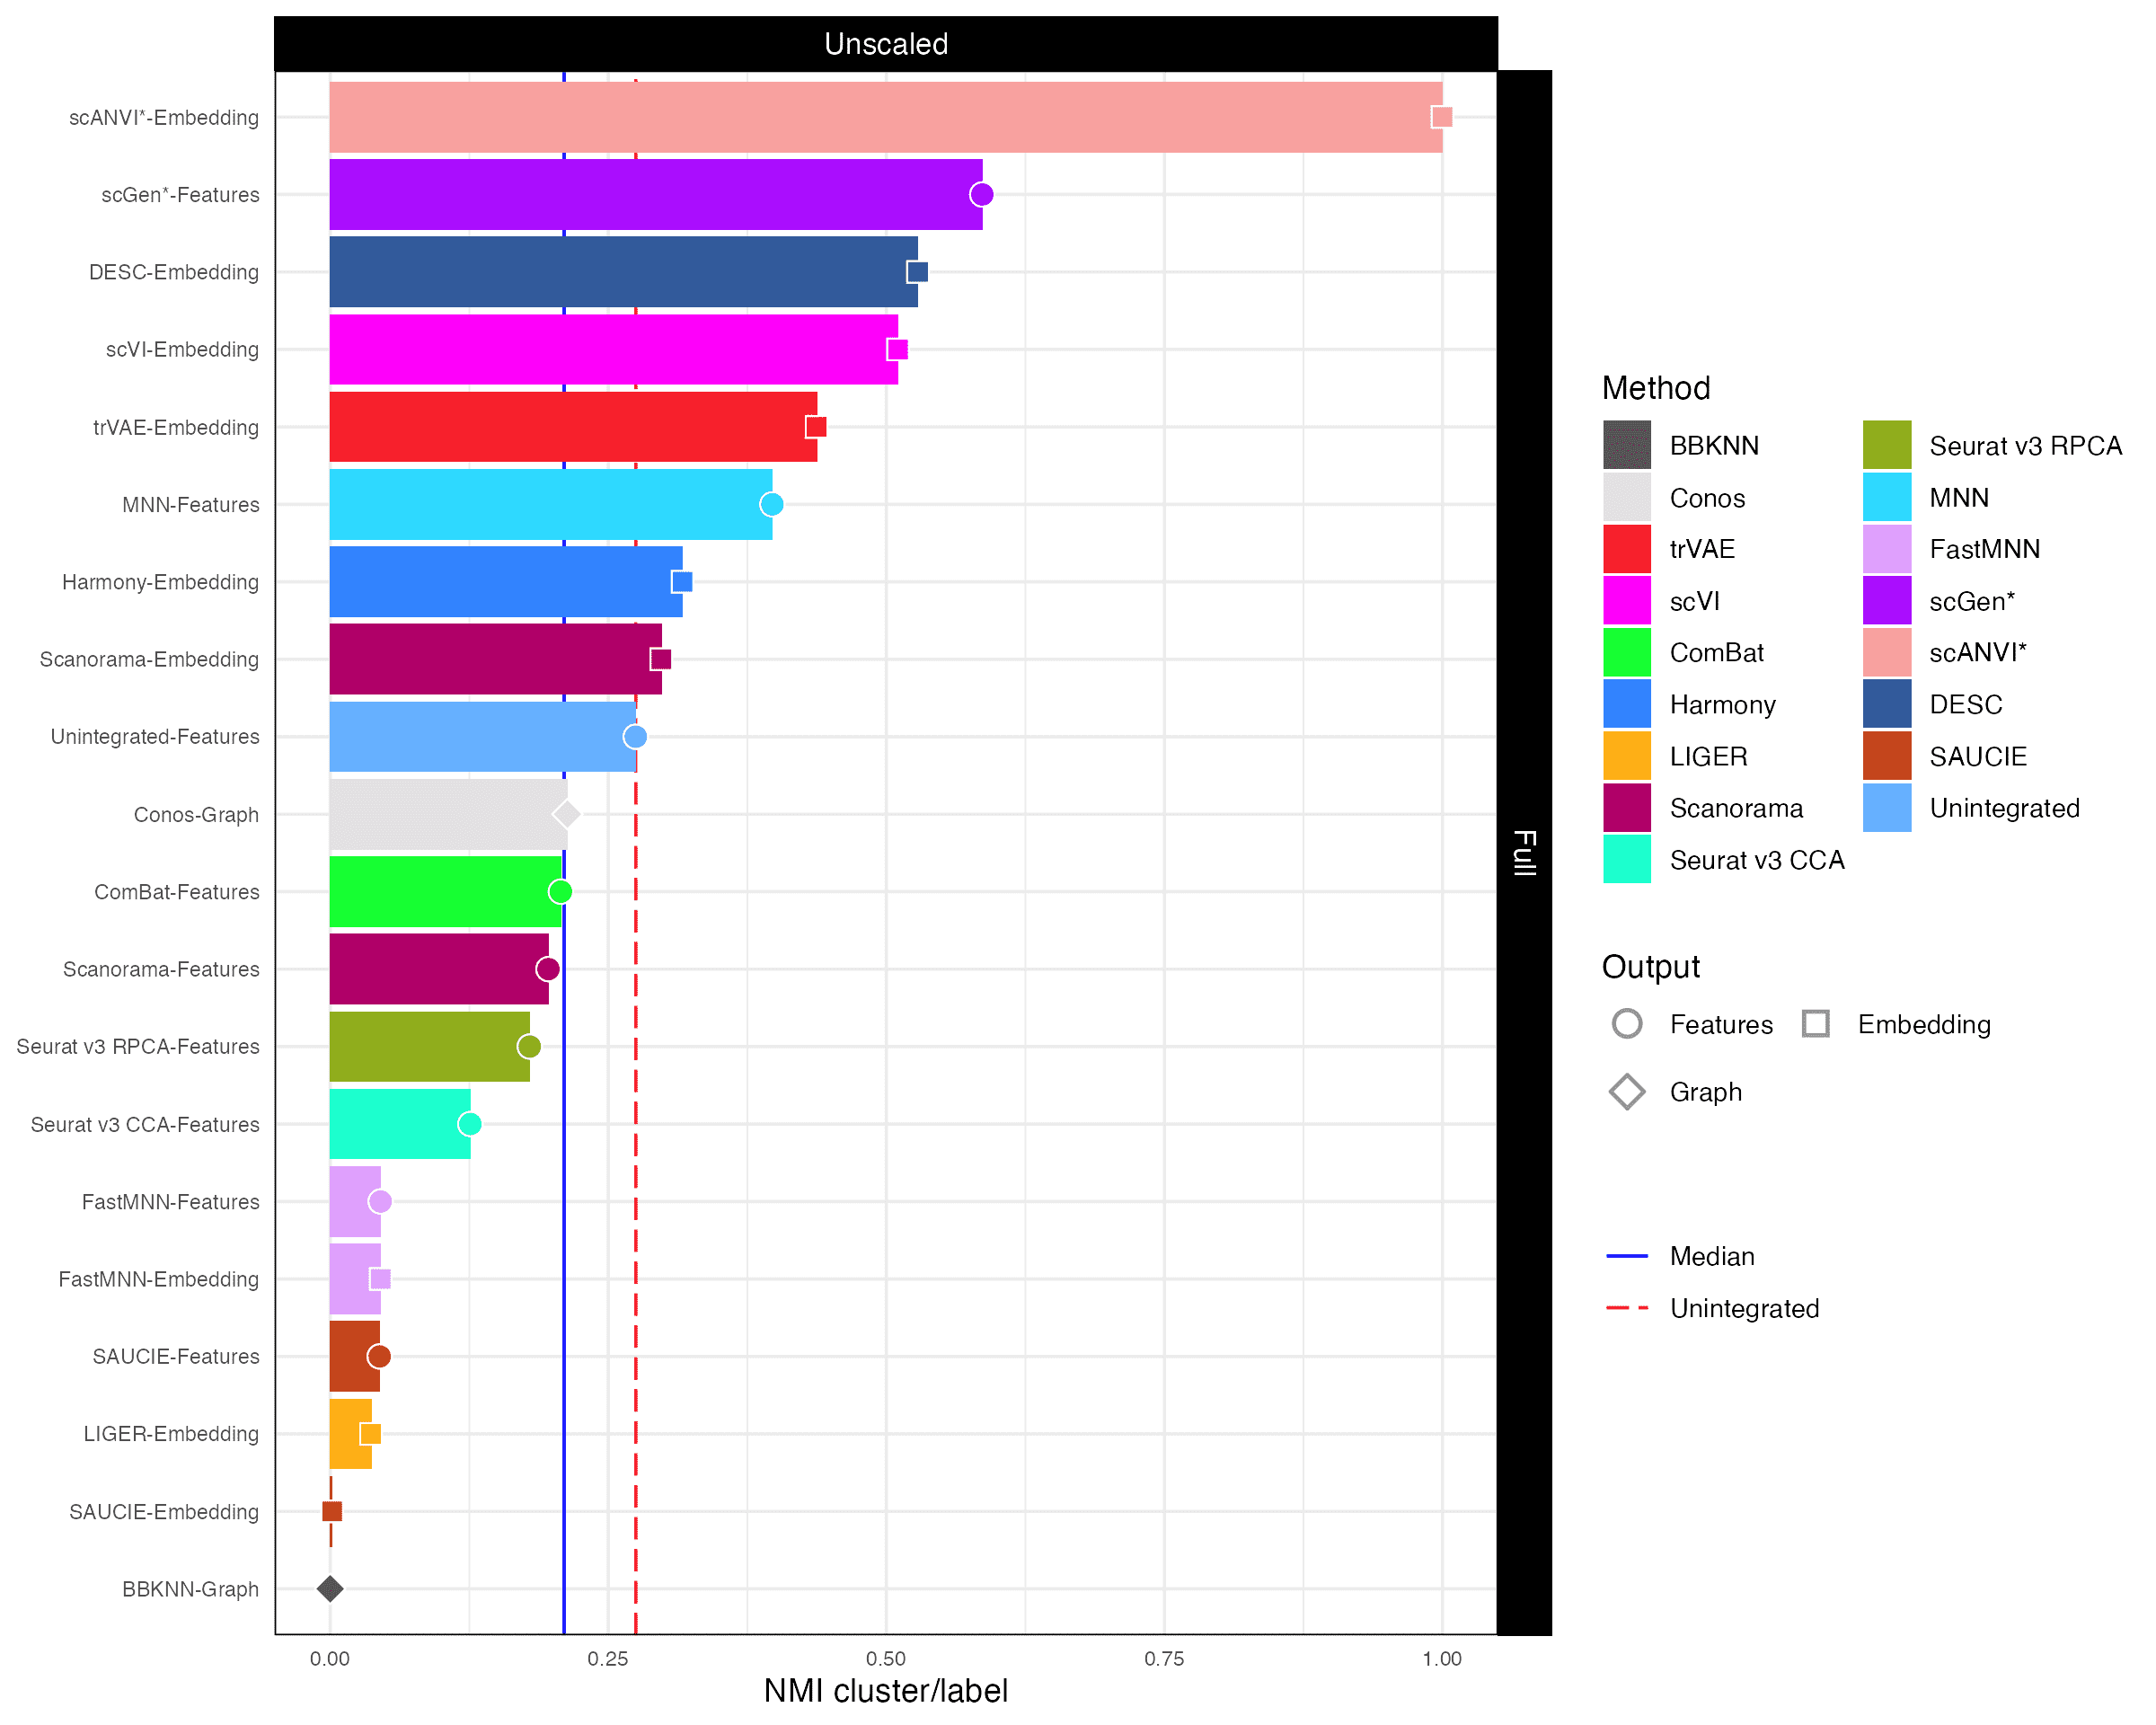 Unscaled
scANVI*-Embedding
scGen*-Features
DESC-Embedding
scVI-Embedding
trVAE-Embedding
MNN-Features
Harmony-Embedding
Scanorama-Embedding
Unintegrated-Features
Conos-Graph
ComBat-Features
Scanorama-Features
Seurat v3 RPCA-Features
Seurat v3 CCA-Features
FastMNN-Features
FastMNN-Embedding
SAUCIE-Features
LIGER-Embedding
SAUCIE-Embedding
BBKNN-Graph
0.00 0.25 0.50 0.75 1.00
NMI cluster/label
Full
Method
BBKNN
Conos
trVAE
scVI
ComBat
Harmony
LIGER
Scanorama
Seurat v3 CCA
Seurat v3 RPCA
MNN
FastMNN
scGen*
scANVI*
DESC
SAUCIE
Unintegrated
Output
Features
Embedding
Graph
Median
Unintegrated